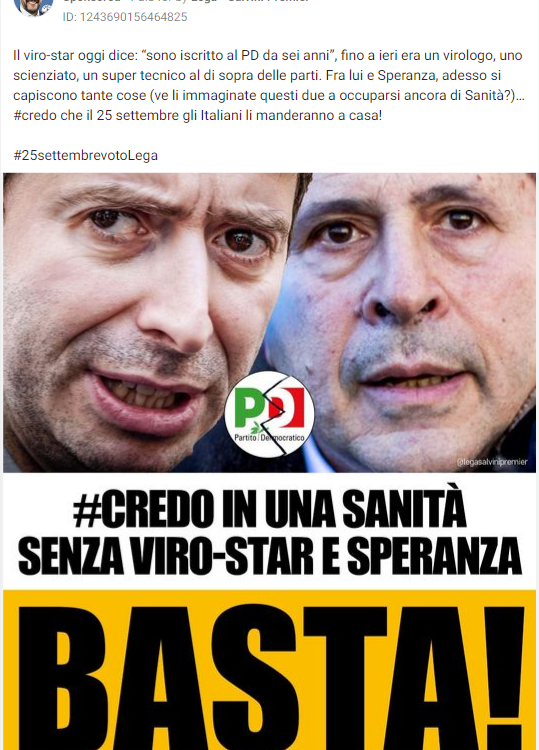 ID: 1243690156464825
Il viro-star oggi dice: “sono iscritto al PD da sei anni”, fino a ieri era un virologo, uno
scienziato, un super tecnico al di sopra delle parti. Fra lui e Speranza, adesso si
capiscono tante cose (ve li immaginate questi due a occuparsi ancora di Sanità?)…
#credo che il 25 settembre gli Italiani li manderanno a casa!
#25settembrevotoLega
PD
Partito Democratico
@legasalvinipremier
#CREDO IN UNA SANITÀ
SENZA VIRO-STAR E SPERANZA
BASTA!